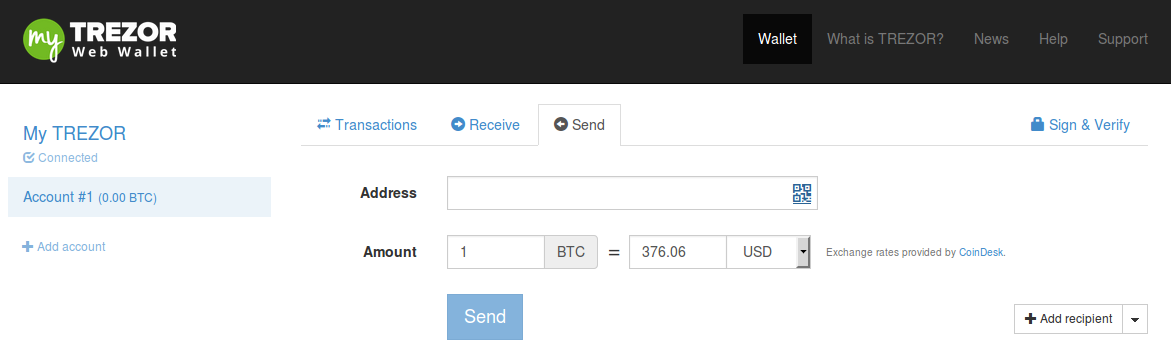 my TREZOR
Web Wallet
Wallet What is TREZOR? News Help Support
My TREZOR
Connected
Account #1 (0.00 BTC)
Add account
Transactions Receive Send Sign & Verify
Address
Amount 1 BTC = 376.06 USD Exchange rates provided by CoinDesk.
Send
Add recipient